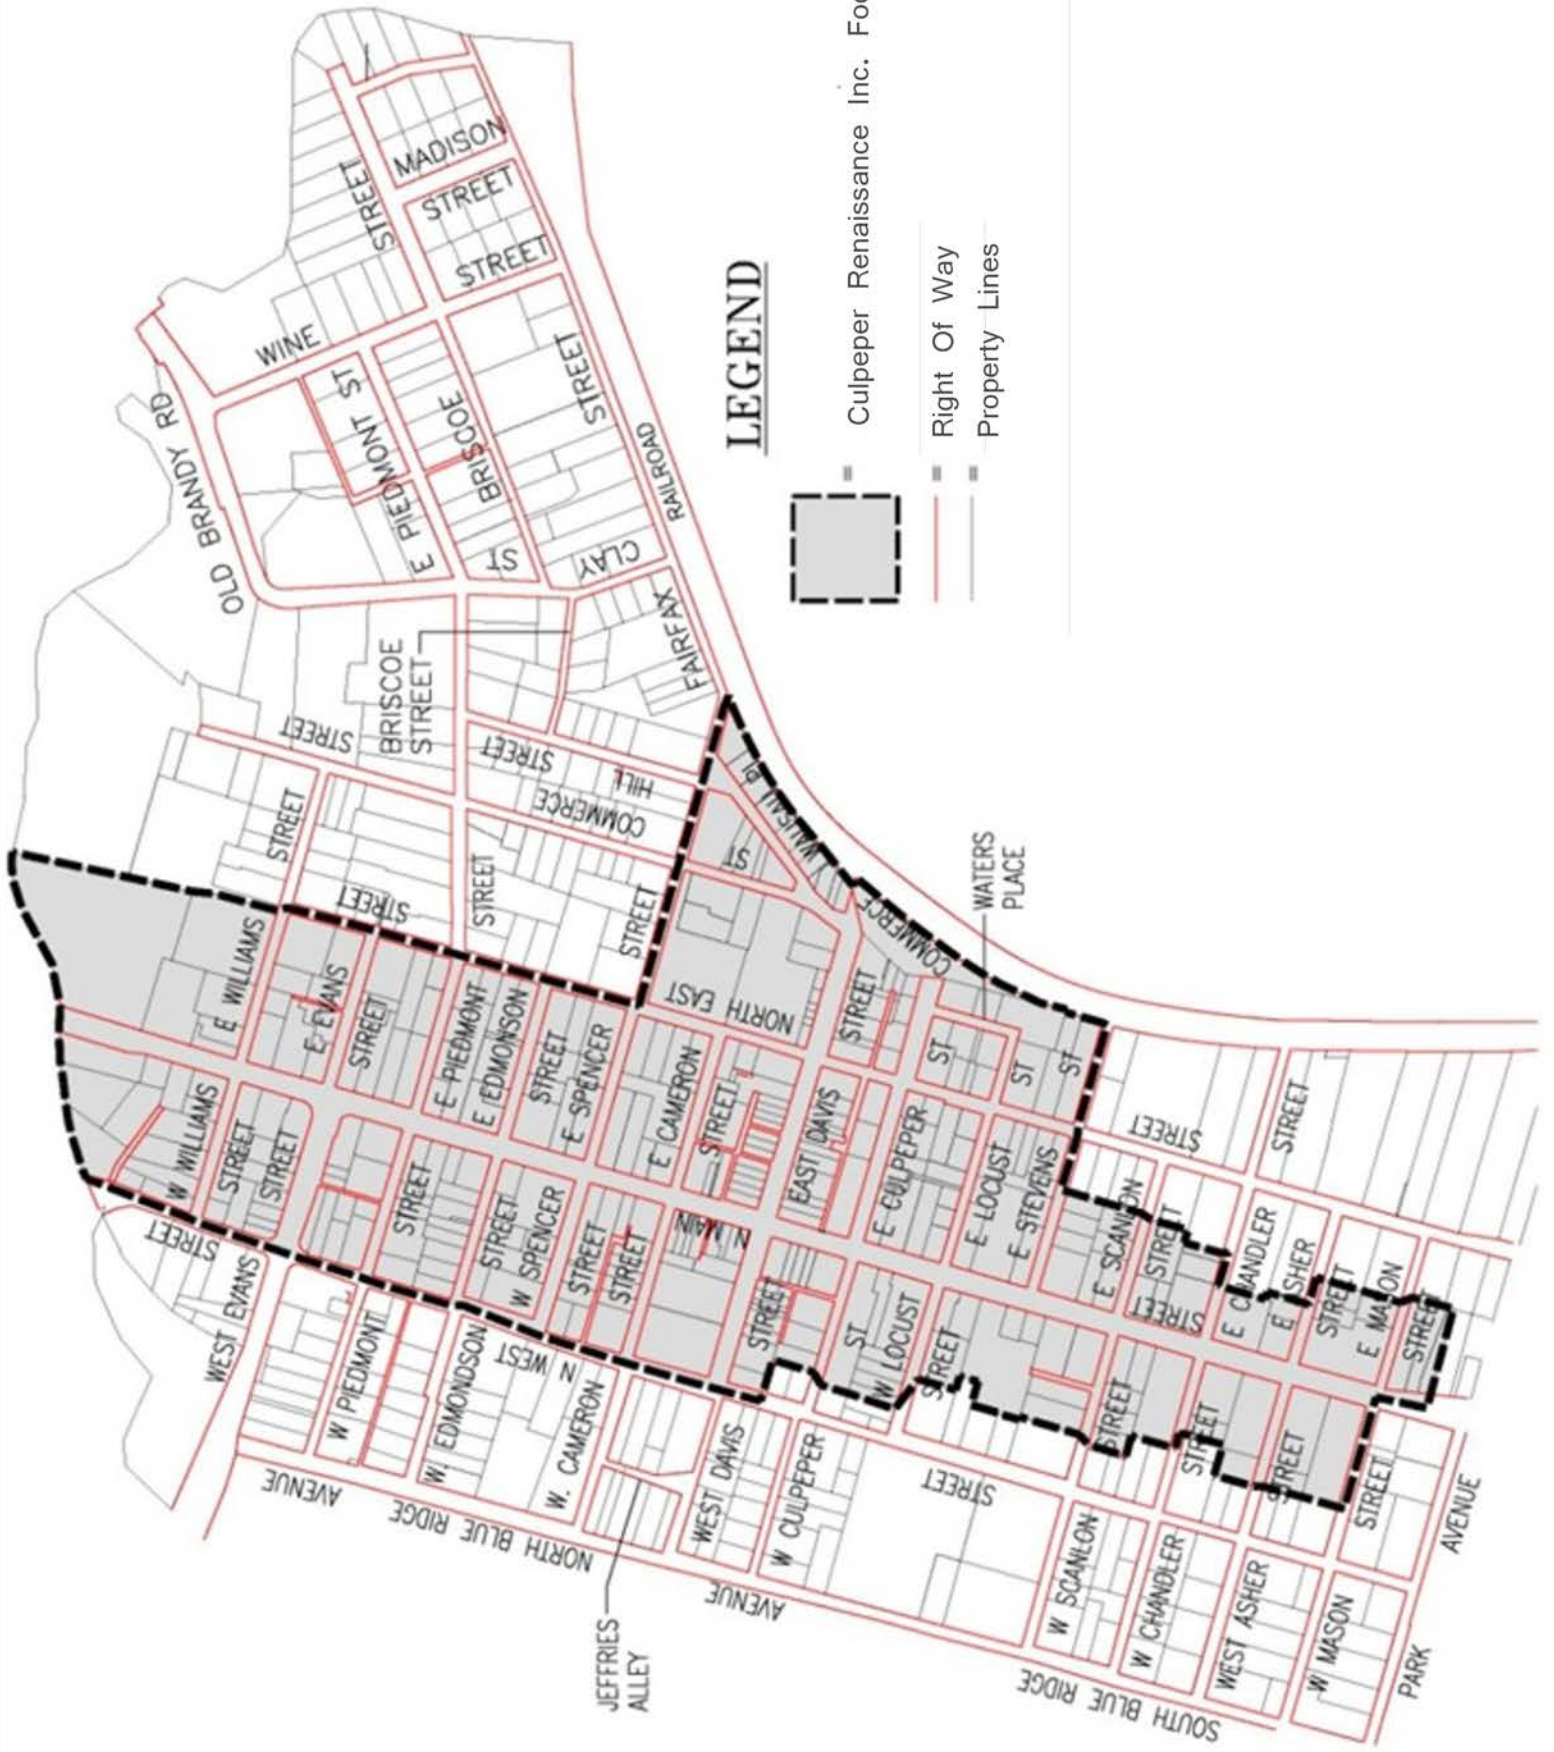 MADISON
STREET
STREET
STREET
WINE
STREET
OLD BRANDY RD
E PIEDMONT ST
BRISCOE
RAILROAD
CLAY
ST
FAIRFAX
BRISCOE
STREET
STREET
STREET
HILL
COMMERCE
STREET
STREET
STREET
STREET
ST
WAUSAU PL
COMMERCE
WATERS
PLACE
NORTH EAST
STREET
ST
ST
ST
STREET
STREET
E WILLIAMS
E EVANS
STREET
E PIEDMONT
E EDMONSON
STREET
E SPENCER
E CAMERON
STREET
EAST DAVIS
E CULPEPER
E LOCUST
E STEVENS
E SCANLON
STREET
E CHANDLER
E ASHER
STREET
E MASON
STREET
STREET
N MAIN
W WILLIAMS
STREET
STREET
STREET
STREET
W SPENCER
STREET
STREET
STREET
ST
W LOCUST
STREET
STREET
STREET
STREET
STREET
STREET
WEST EVANS
W PIEDMONT
W. EDMONDSON
N WEST
W. CAMERON
WEST DAVIS
W CULPEPER
STREET
W SCANLON
W CHANDLER
WEST ASHER
W MASON
PARK
AVENUE
AVENUE
NORTH BLUE RIDGE
AVENUE
SOUTH BLUE RIDGE
JEFFRIES
ALLEY
LEGEND
= Culpeper Renaissance Inc. Foo
= Right Of Way
= Property Lines